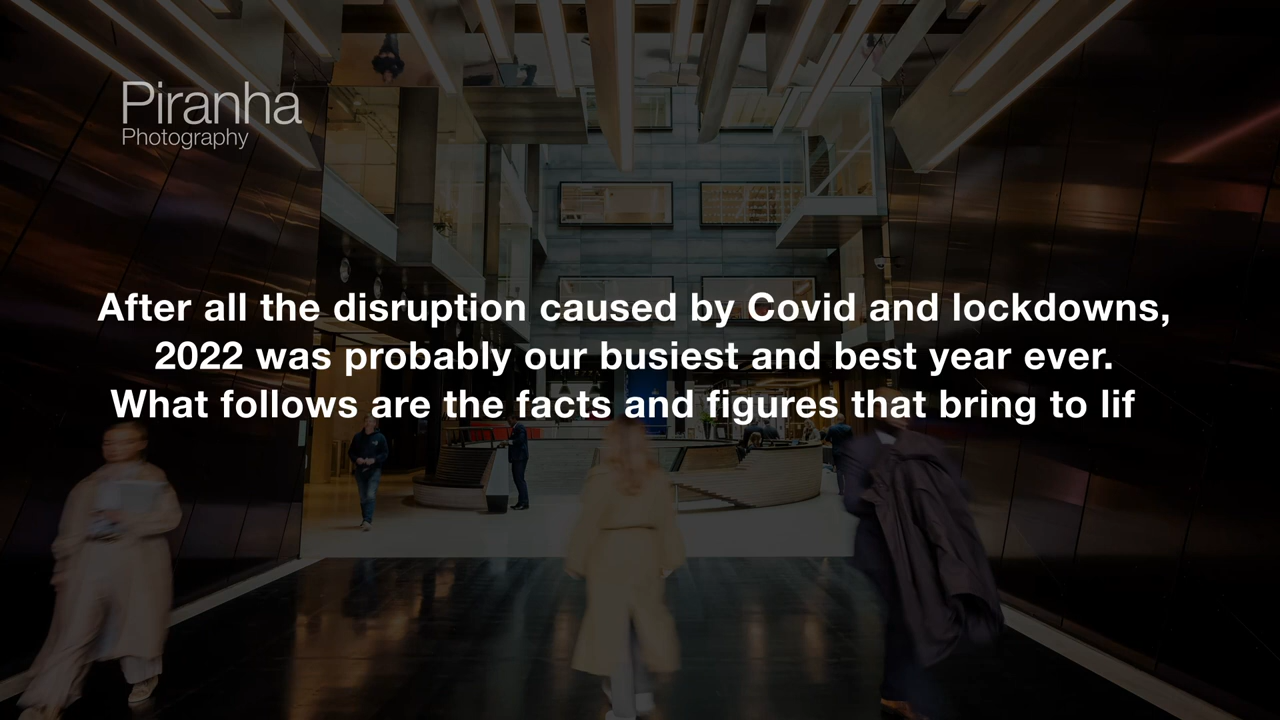 Piranha
Photography
After all the disruption caused by Covid and lockdowns,
2022 was probably our busiest and best year ever.
What follows are the facts and figures that bring to lif